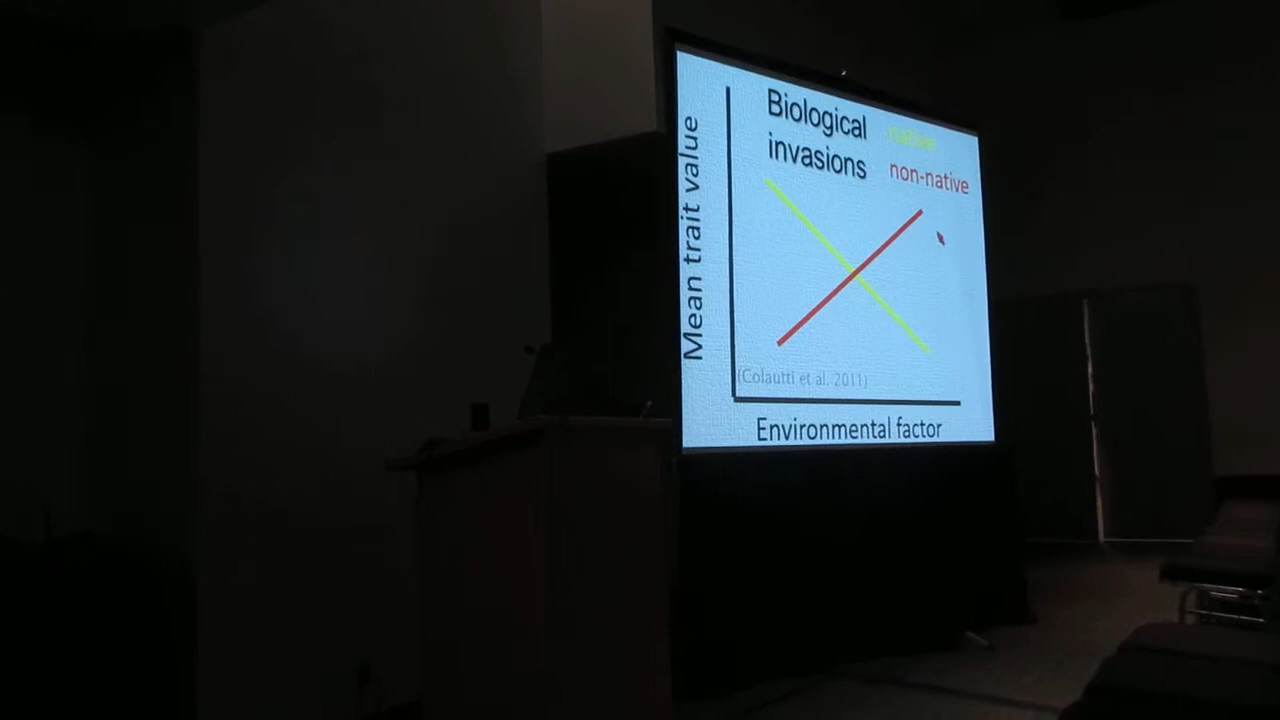 Biological
invasions
native
non-native
Mean trait value
(Colautti et al. 2011)
Environmental factor